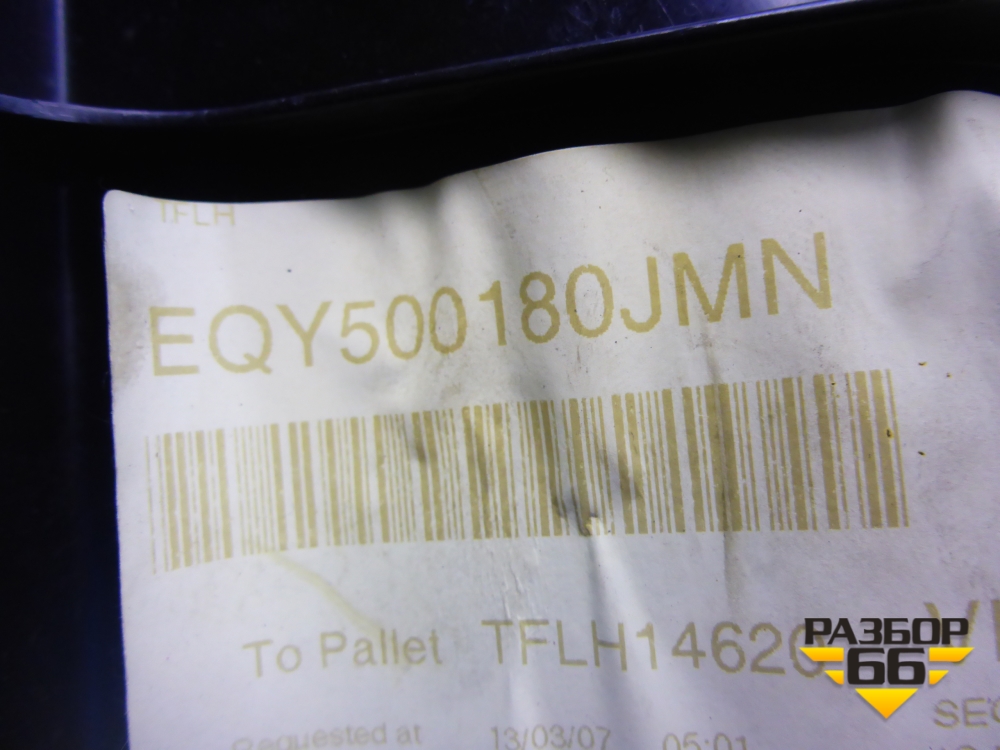 TFLH
EQY500180JMN
To Pallet TFLH1462
Requested at 13/03/07 05:01
РАЗБОР
66